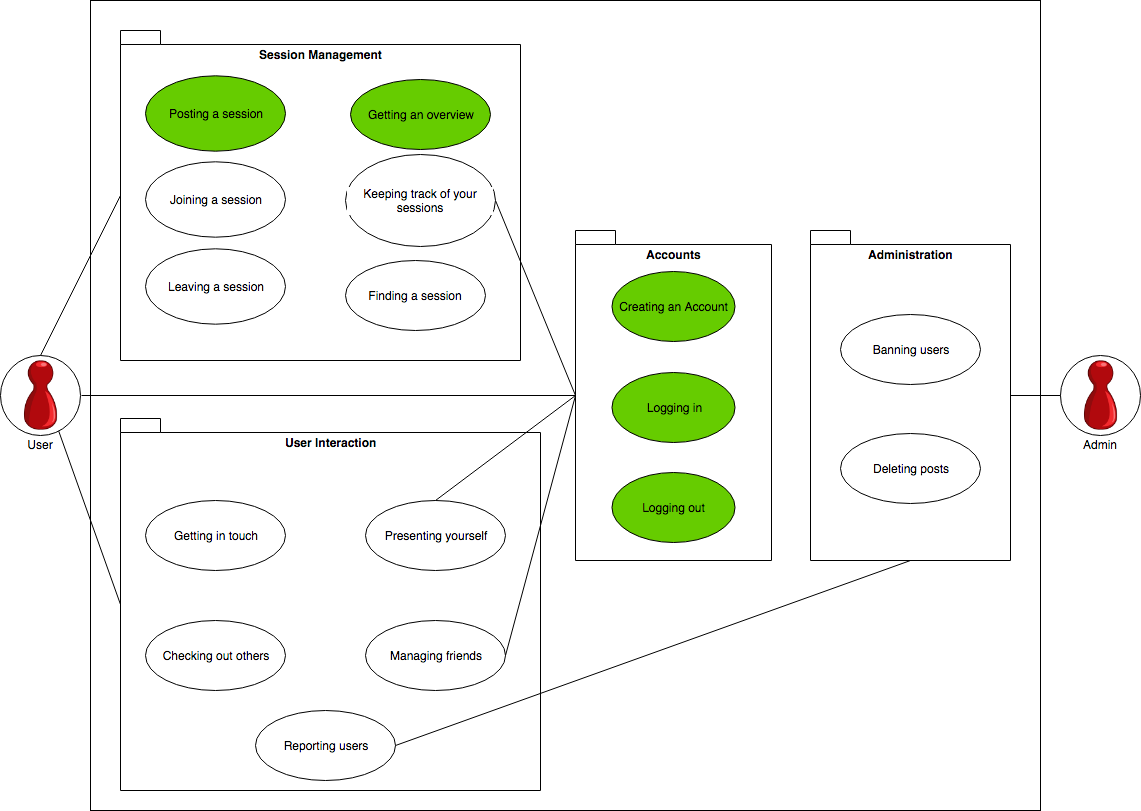 Session Management
Posting a session
Getting an overview
Joining a session
Keeping track of your
sessions
Leaving a session
Finding a session
Accounts
Creating an Account
Logging in
Logging out
Administration
Banning users
Deleting posts
User
Admin
User Interaction
Getting in touch
Presenting yourself
Checking out others
Managing friends
Reporting users